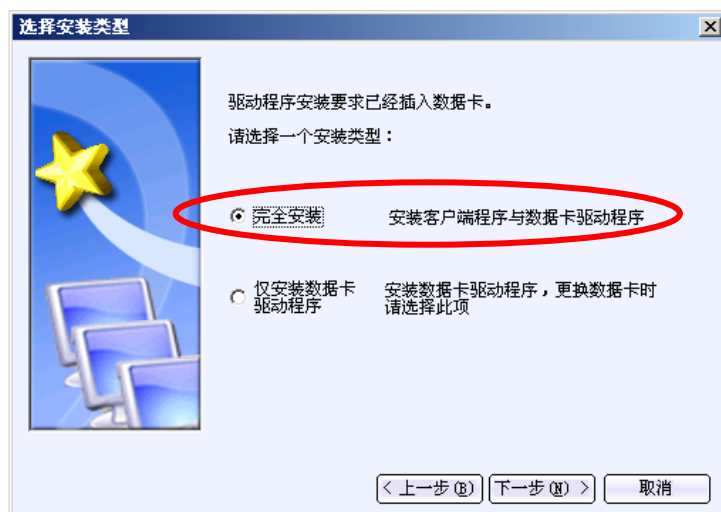 选择安装类型
驱动程序安装要求已经插入数据卡。
请选择一个安装类型：
完全安装 安装客户端程序与数据卡驱动程序
仅安装数据卡 安装数据卡驱动程序，更换数据卡时
驱动程序 请选择此项
< 上一步(B) 下一步(N) > 取消